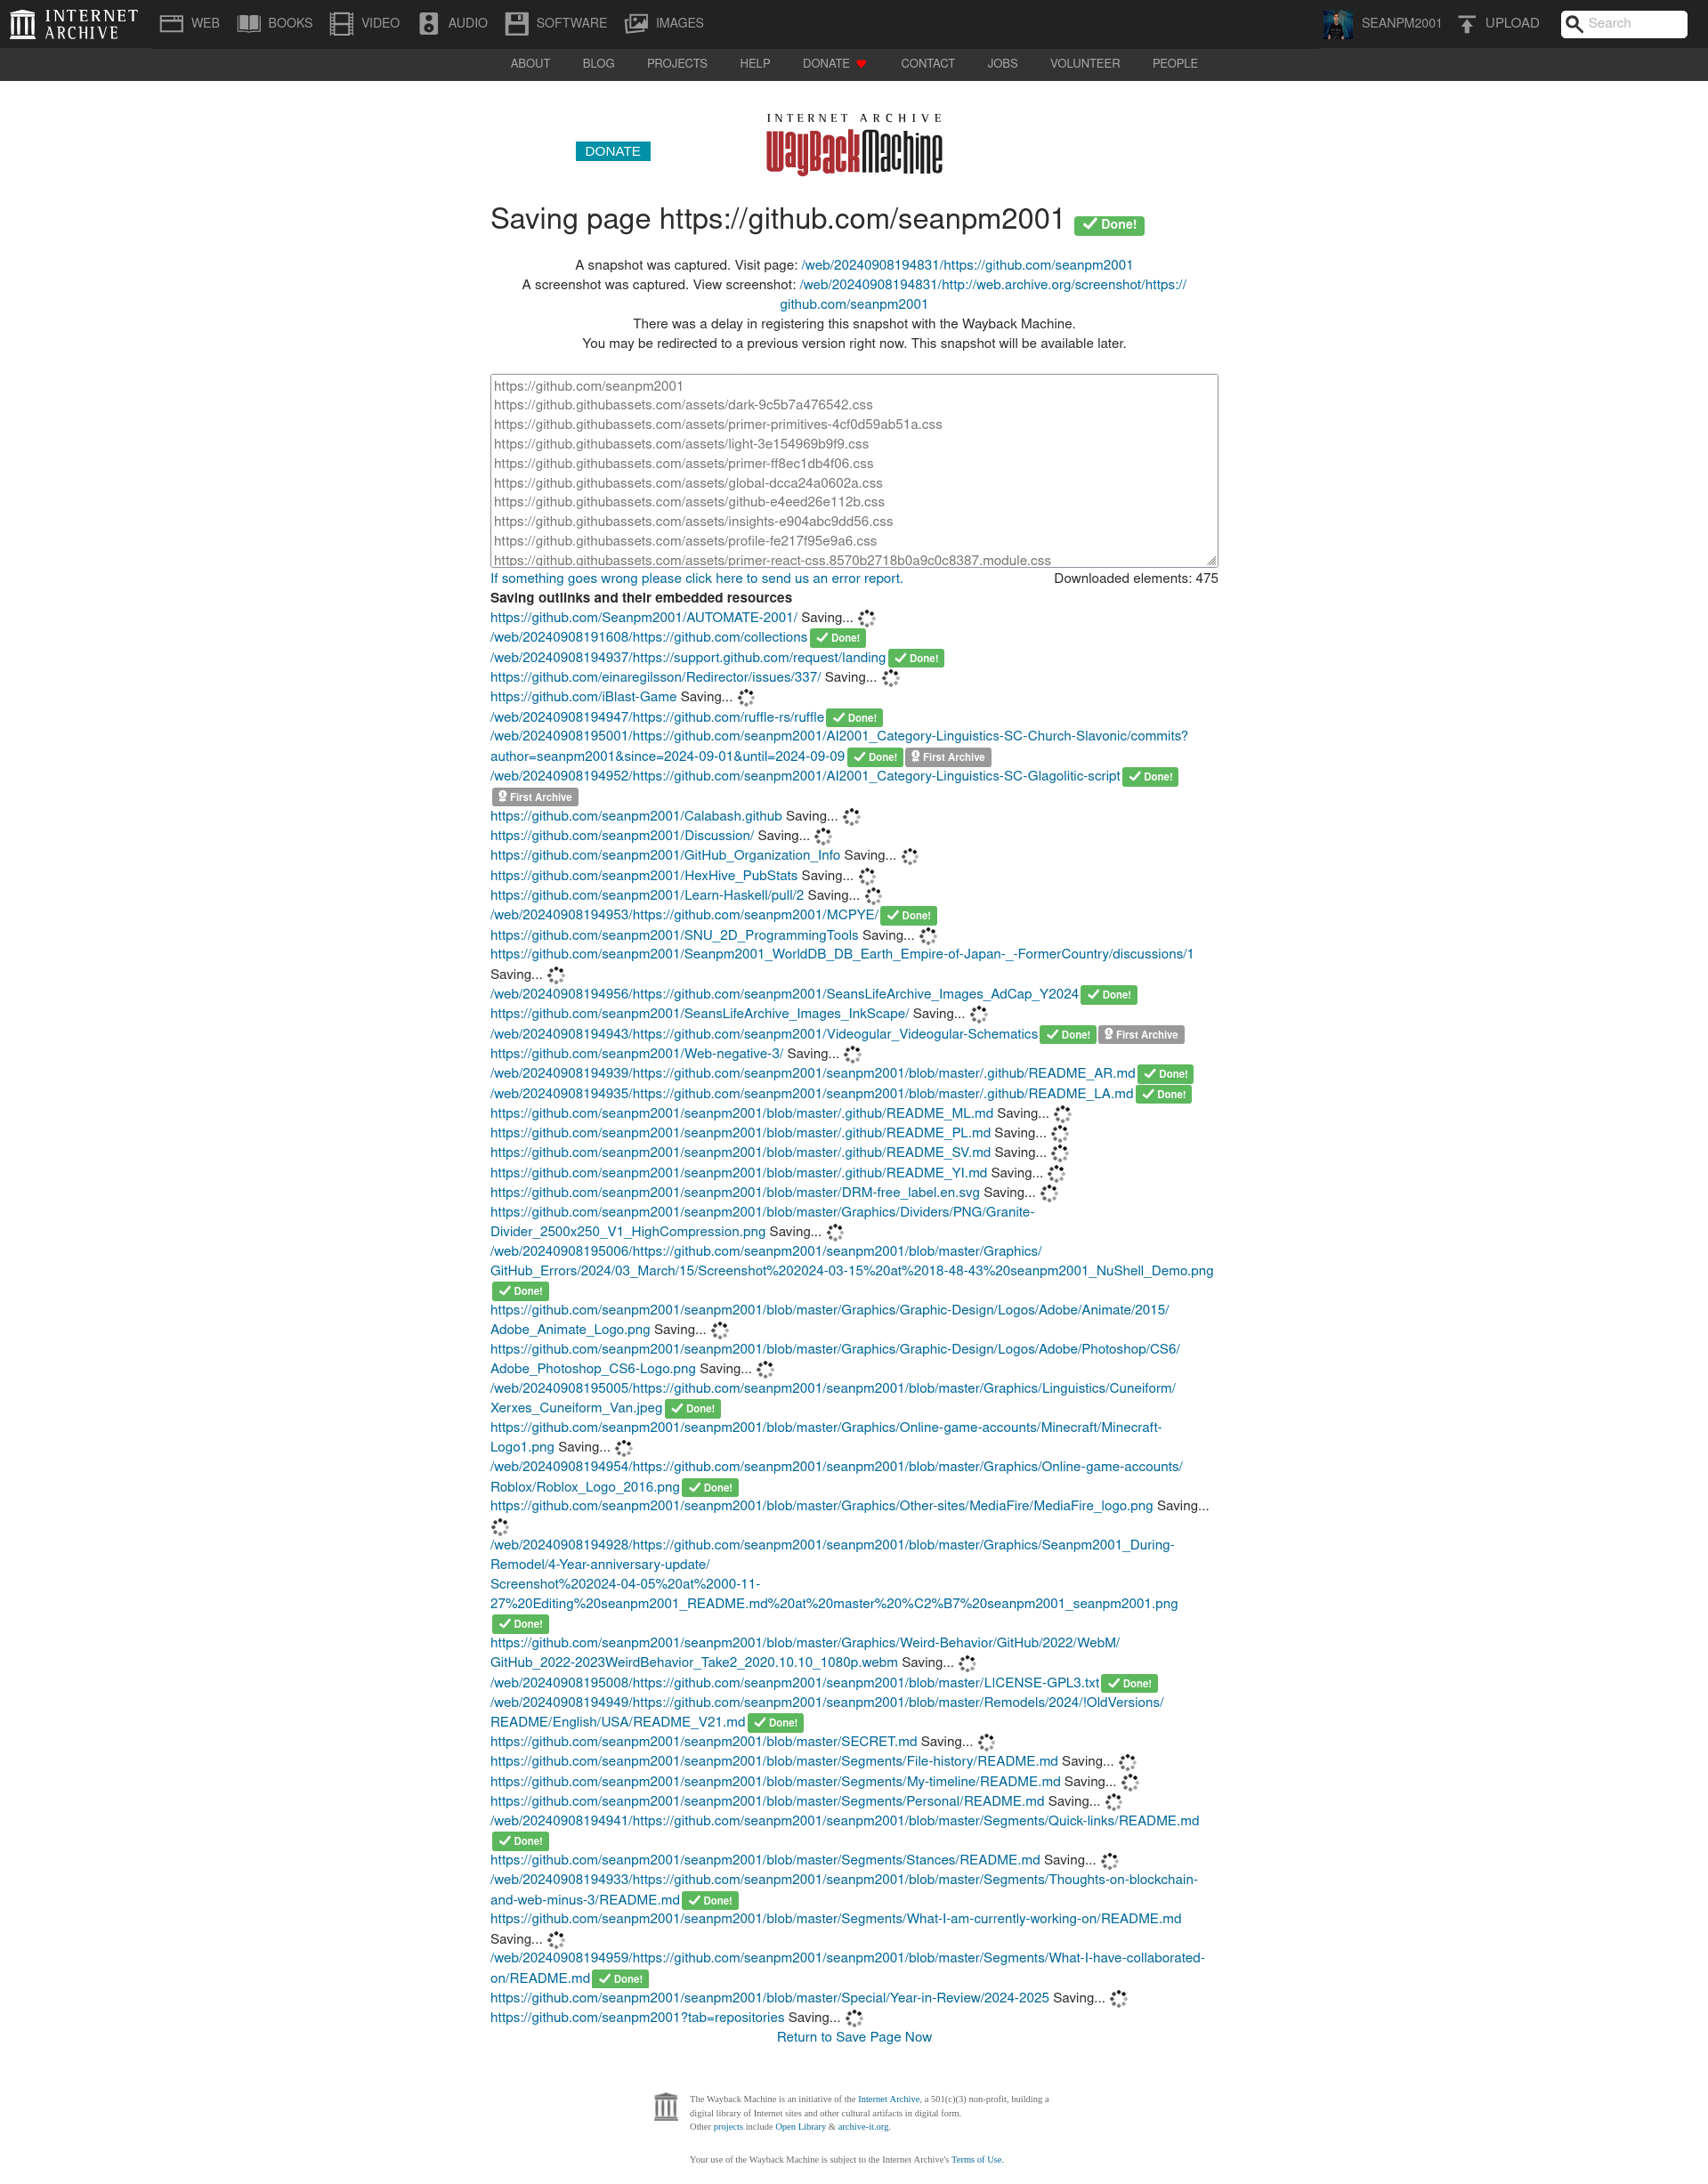 INTERNET ARCHIVE WEB BOOKS VIDEO AUDIO SOFTWARE IMAGES SEANPM2001 UPLOAD Search
ABOUT BLOG PROJECTS HELP DONATE CONTACT JOBS VOLUNTEER PEOPLE
INTERNET ARCHIVE
DONATE WayBackMachine
Saving page https://github.com/seanpm2001 Done!
A snapshot was captured. Visit page: /web/20240908194831/https://github.com/seanpm2001
A screenshot was captured. View screenshot: /web/20240908194831/http://web.archive.org/screenshot/https://
github.com/seanpm2001
There was a delay in registering this snapshot with the Wayback Machine.
You may be redirected to a previous version right now. This snapshot will be available later.
https://github.com/seanpm2001
https://github.githubassets.com/assets/dark-9c5b7a476542.css
https://github.githubassets.com/assets/primer-primitives-4cf0d59ab51a.css
https://github.githubassets.com/assets/light-3e154969b9f9.css
https://github.githubassets.com/assets/primer-ff8ec1db4f06.css
https://github.githubassets.com/assets/global-dcca24a0602a.css
https://github.githubassets.com/assets/github-e4eed26e112b.css
https://github.githubassets.com/assets/insights-e904abc9dd56.css
https://github.githubassets.com/assets/profile-fe217f95e9a6.css
https://github.githubassets.com/assets/primer-react-css.8570b2718b0a9c0c8387.module.css
If something goes wrong please click here to send us an error report. Downloaded elements: 475
Saving outlinks and their embedded resources
https://github.com/Seanpm2001/AUTOMATE-2001/ Saving...
/web/20240908191608/https://github.com/collections Done!
/web/20240908194937/https://support.github.com/request/landing Done!
https://github.com/einaregilsson/Redirector/issues/337/ Saving...
https://github.com/iBlast-Game Saving...
/web/20240908194947/https://github.com/ruffle-rs/ruffle Done!
/web/20240908195001/https://github.com/seanpm2001/AI2001_Category-Linguistics-SC-Church-Slavonic/commits?
author=seanpm2001&since=2024-09-01&until=2024-09-09 Done! First Archive
/web/20240908194952/https://github.com/seanpm2001/AI2001_Category-Linguistics-SC-Glagolitic-script Done!
First Archive
https://github.com/seanpm2001/Calabash.github Saving...
https://github.com/seanpm2001/Discussion/ Saving...
https://github.com/seanpm2001/GitHub_Organization_Info Saving...
https://github.com/seanpm2001/HexHive_PubStats Saving...
https://github.com/seanpm2001/Learn-Haskell/pull/2 Saving...
/web/20240908194953/https://github.com/seanpm2001/MCPYE/ Done!
https://github.com/seanpm2001/SNU_2D_ProgrammingTools Saving...
https://github.com/seanpm2001/Seanpm2001_WorldDB_DB_Earth_Empire-of-Japan-_-FormerCountry/discussions/1
Saving...
/web/20240908194956/https://github.com/seanpm2001/SeansLifeArchive_Images_AdCap_Y2024 Done!
https://github.com/seanpm2001/SeansLifeArchive_Images_InkScape/ Saving...
/web/20240908194943/https://github.com/seanpm2001/Videogular_Videogular-Schematics Done! First Archive
https://github.com/seanpm2001/Web-negative-3/ Saving...
/web/20240908194939/https://github.com/seanpm2001/seanpm2001/blob/master/.github/README_AR.md Done!
/web/20240908194935/https://github.com/seanpm2001/seanpm2001/blob/master/.github/README_LA.md Done!
https://github.com/seanpm2001/seanpm2001/blob/master/.github/README_ML.md Saving...
https://github.com/seanpm2001/seanpm2001/blob/master/.github/README_PL.md Saving...
https://github.com/seanpm2001/seanpm2001/blob/master/.github/README_SV.md Saving...
https://github.com/seanpm2001/seanpm2001/blob/master/.github/README_YI.md Saving...
https://github.com/seanpm2001/seanpm2001/blob/master/DRM-free_label.en.svg Saving...
https://github.com/seanpm2001/seanpm2001/blob/master/Graphics/Dividers/PNG/Granite-
Divider_2500x250_V1_HighCompression.png Saving...
/web/20240908195006/https://github.com/seanpm2001/seanpm2001/blob/master/Graphics/
GitHub_Errors/2024/03_March/15/Screenshot%202024-03-15%20at%2018-48-43%20seanpm2001_NuShell_Demo.png
Done!
https://github.com/seanpm2001/seanpm2001/blob/master/Graphics/Graphic-Design/Logos/Adobe/Animate/2015/
Adobe_Animate_Logo.png Saving...
https://github.com/seanpm2001/seanpm2001/blob/master/Graphics/Graphic-Design/Logos/Adobe/Photoshop/CS6/
Adobe_Photoshop_CS6-Logo.png Saving...
/web/20240908195005/https://github.com/seanpm2001/seanpm2001/blob/master/Graphics/Linguistics/Cuneiform/
Xerxes_Cuneiform_Van.jpeg Done!
https://github.com/seanpm2001/seanpm2001/blob/master/Graphics/Online-game-accounts/Minecraft/Minecraft-
Logo1.png Saving...
/web/20240908194954/https://github.com/seanpm2001/seanpm2001/blob/master/Graphics/Online-game-accounts/
Roblox/Roblox_Logo_2016.png Done!
https://github.com/seanpm2001/seanpm2001/blob/master/Graphics/Other-sites/MediaFire/MediaFire_logo.png Saving...
/web/20240908194928/https://github.com/seanpm2001/seanpm2001/blob/master/Graphics/Seanpm2001_During-
Remodel/4-Year-anniversary-update/
Screenshot%202024-04-05%20at%2000-11-
27%20Editing%20seanpm2001_README.md%20at%20master%20%C2%B7%20seanpm2001_seanpm2001.png
Done!
https://github.com/seanpm2001/seanpm2001/blob/master/Graphics/Weird-Behavior/GitHub/2022/WebM/
GitHub_2022-2023WeirdBehavior_Take2_2020.10.10_1080p.webm Saving...
/web/20240908195008/https://github.com/seanpm2001/seanpm2001/blob/master/LICENSE-GPL3.txt Done!
/web/20240908194949/https://github.com/seanpm2001/seanpm2001/blob/master/Remodels/2024/!OldVersions/
README/English/USA/README_V21.md Done!
https://github.com/seanpm2001/seanpm2001/blob/master/SECRET.md Saving...
https://github.com/seanpm2001/seanpm2001/blob/master/Segments/File-history/README.md Saving...
https://github.com/seanpm2001/seanpm2001/blob/master/Segments/My-timeline/README.md Saving...
https://github.com/seanpm2001/seanpm2001/blob/master/Segments/Personal/README.md Saving...
/web/20240908194941/https://github.com/seanpm2001/seanpm2001/blob/master/Segments/Quick-links/README.md
Done!
https://github.com/seanpm2001/seanpm2001/blob/master/Segments/Stances/README.md Saving...
/web/20240908194933/https://github.com/seanpm2001/seanpm2001/blob/master/Segments/Thoughts-on-blockchain-
and-web-minus-3/README.md Done!
https://github.com/seanpm2001/seanpm2001/blob/master/Segments/What-I-am-currently-working-on/README.md
Saving...
/web/20240908194959/https://github.com/seanpm2001/seanpm2001/blob/master/Segments/What-I-have-collaborated-
on/README.md Done!
https://github.com/seanpm2001/seanpm2001/blob/master/Special/Year-in-Review/2024-2025 Saving...
https://github.com/seanpm2001?tab=repositories Saving...
Return to Save Page Now
The Wayback Machine is an initiative of the Internet Archive, a 501(c)(3) non-profit, building a
digital library of Internet sites and other cultural artifacts in digital form.
Other projects include Open Library & archive-it.org.
Your use of the Wayback Machine is subject to the Internet Archive's Terms of Use.